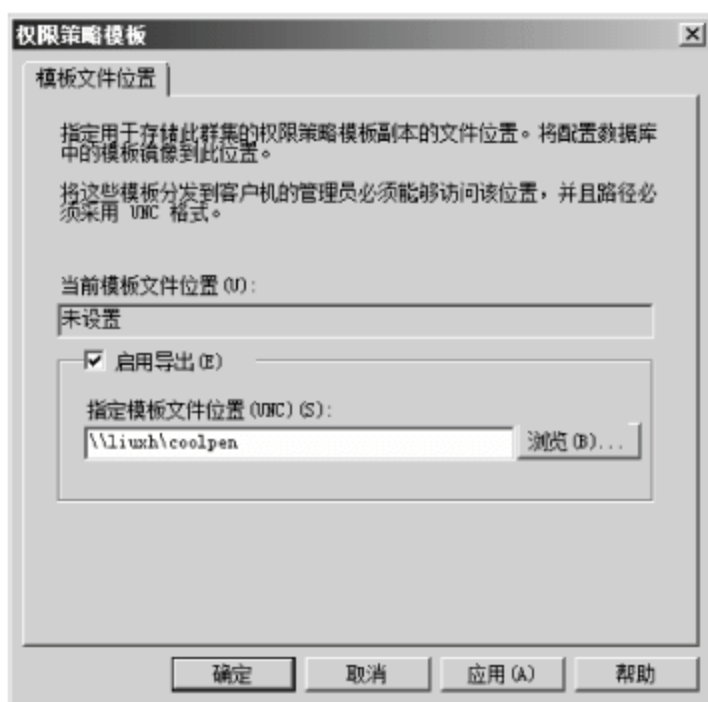 权限策略模板
模板文件位置
指定用于存储此群集的权限策略模板副本的文件位置。将配置数据库
中的模板镜像到此位置。
将这些模板分发到客户机的管理员必须能够访问该位置，并且路径必
须采用 UNC 格式。
当前模板文件位置(U):
未设置
启用导出(E)
指定模板文件位置(UNC)(S):
\\liuxh\coolpen
浏览(B)...
确定
取消
应用(A)
帮助